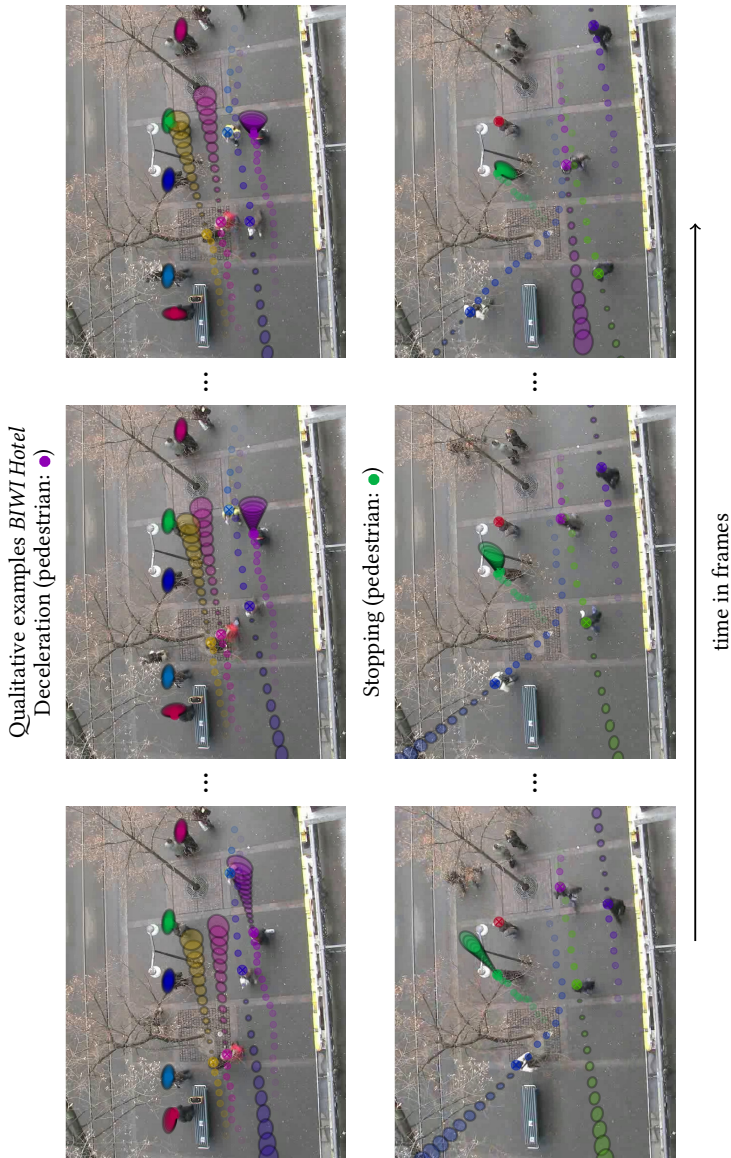 Qualitative examples BIWI Hotel
Deceleration (pedestrian: ●)
... ...
Stopping (pedestrian: ●)
... ...
time in frames